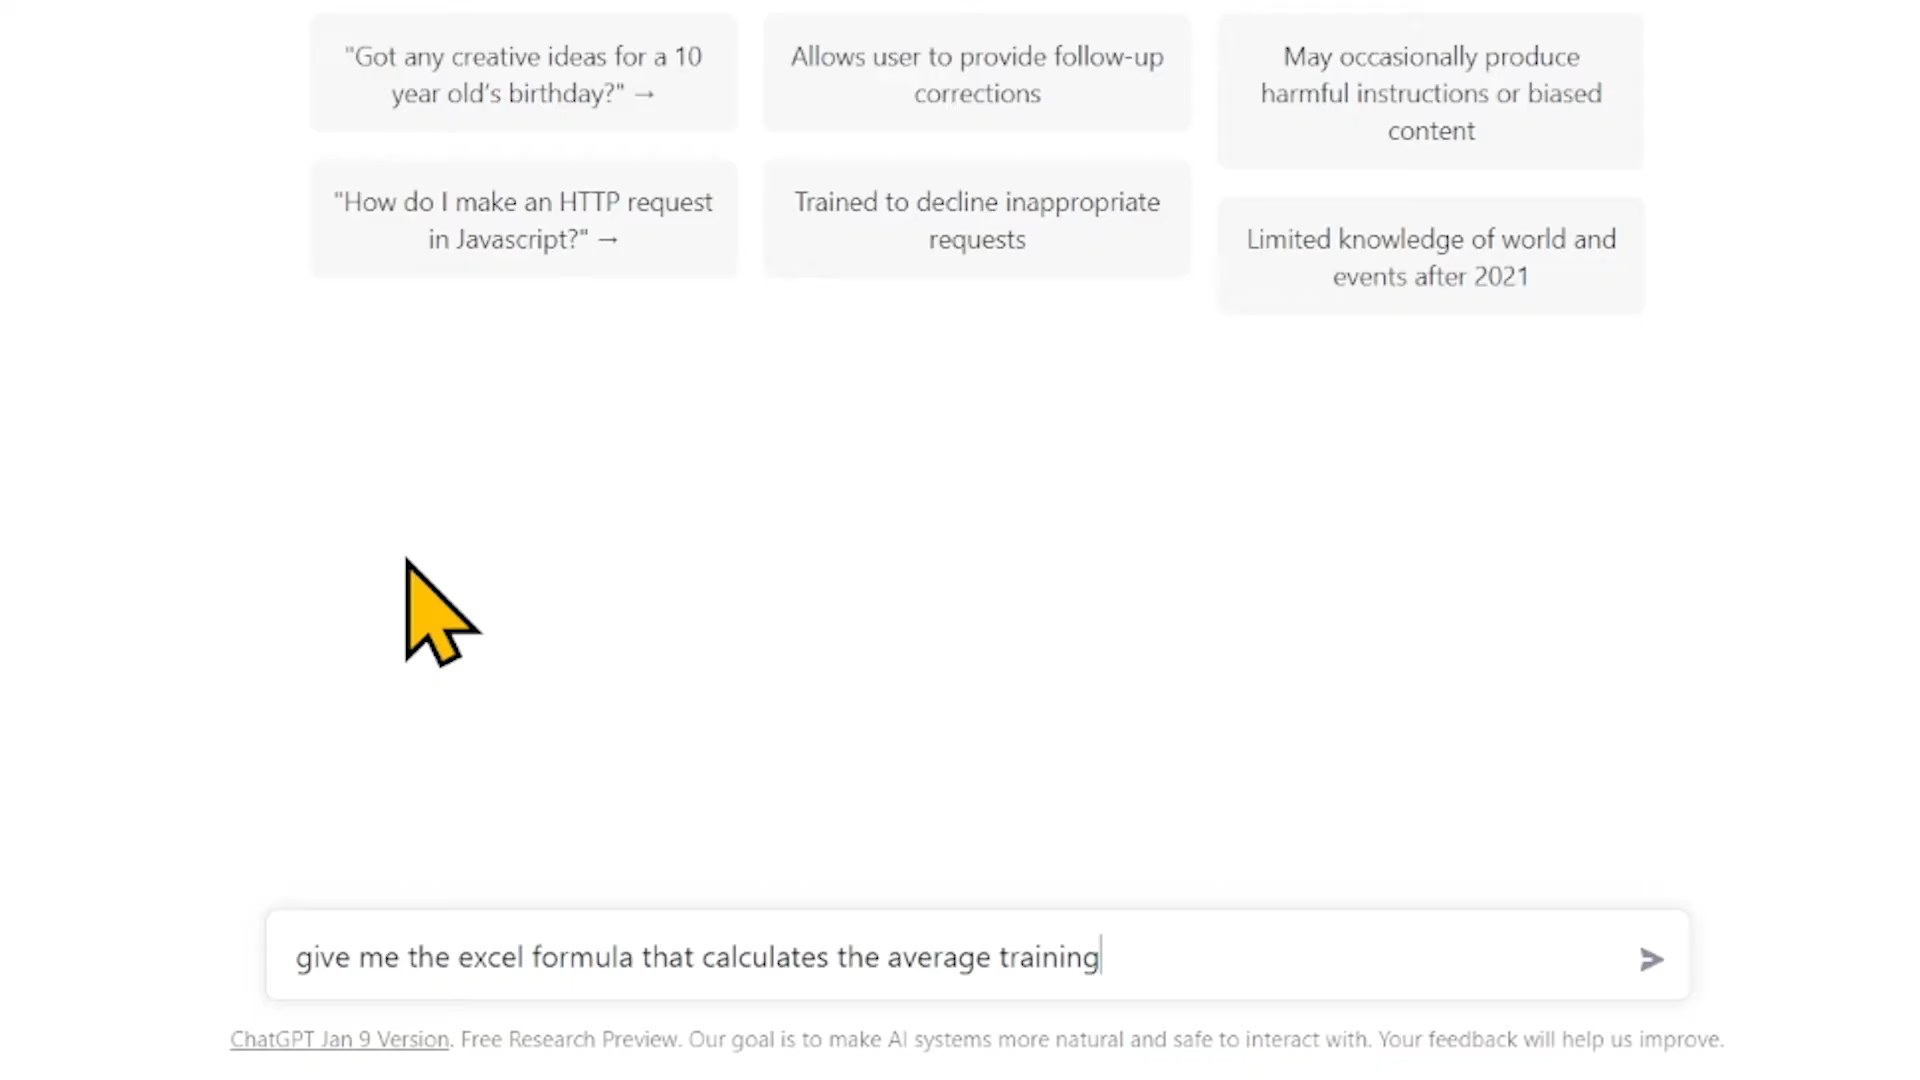 "Got any creative ideas for a 10
year old's birthday?" →
"How do I make an HTTP request
in Javascript?" →
Allows user to provide follow-up
corrections
Trained to decline inappropriate
requests
May occasionally produce
harmful instructions or biased
content
Limited knowledge of world and
events after 2021
give me the excel formula that calculates the average training
ChatGPT Jan 9 Version. Free Research Preview. Our goal is to make AI systems more natural and safe to interact with. Your feedback will help us improve.